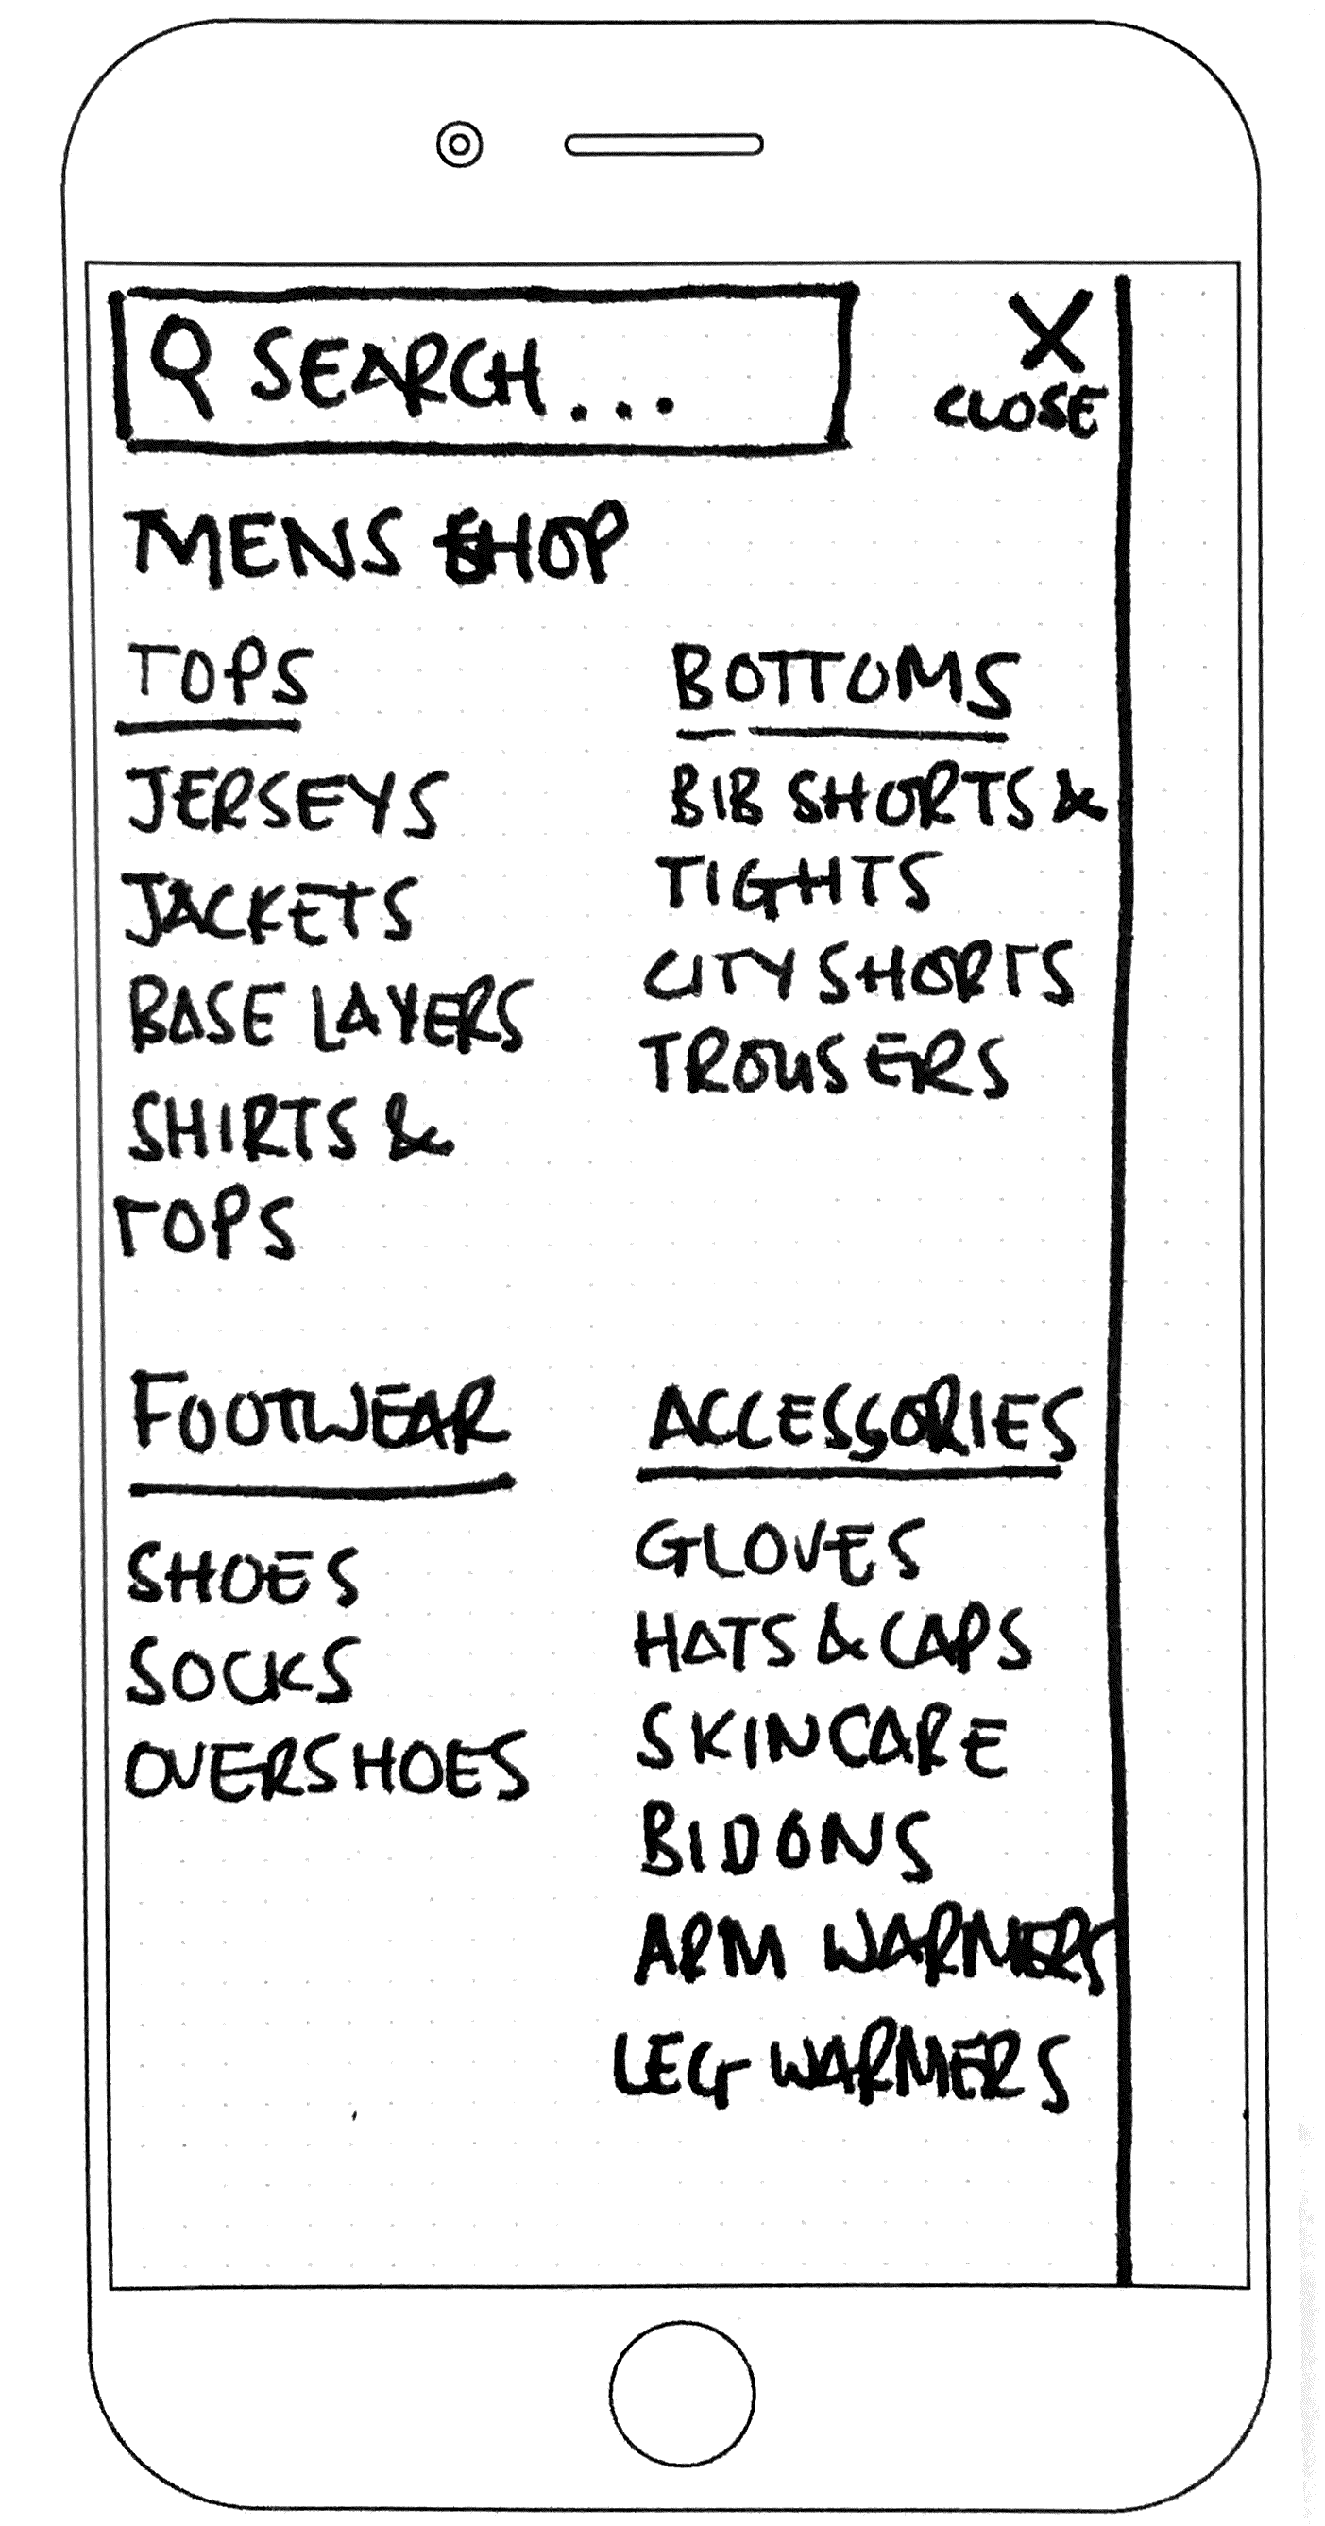 SEARCH...
CLOSE
MENS SHOP
TOPS
JERSEYS
JACKETS
BASE LAYERS
SHIRTS &
TOPS
BOTTOMS
BIB SHORTS &
TIGHTS
CITY SHORTS
TROUSERS
FOOTWEAR
SHOES
SOCKS
OVERSHOES
ACCESSORIES
GLOVES
HATS & CAPS
SKINCARE
BIDONS
ARM WARMERS
LEG WARMERS